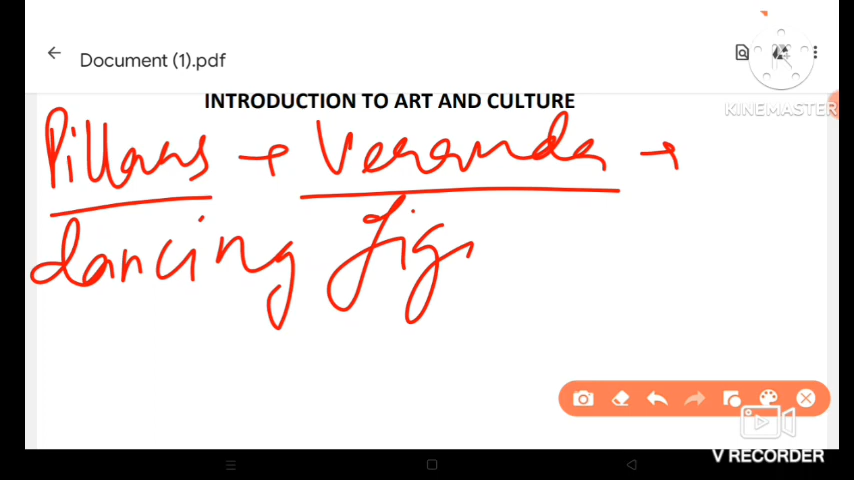 Document (1).pdf
KINEMASTER
INTRODUCTION TO ART AND CULTURE
Pillars + Veranda +
dancing fig
V RECORDER